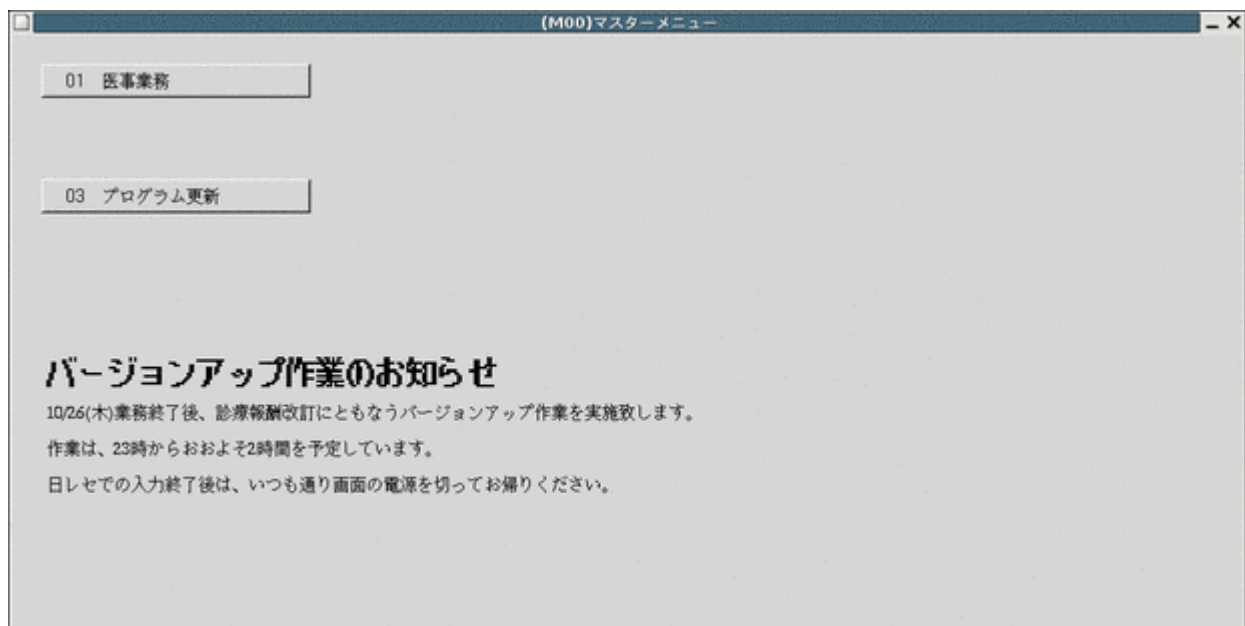 (M00)マスターメニュー
01 医事業務
03 プログラム更新
バージョンアップ作業のお知らせ
10/26(木)業務終了後、診療報酬改訂にともなうバージョンアップ作業を実施致します。
作業は、23時からおおよそ2時間を予定しています。
日レセでの入力終了後は、いつも通り画面の電源を切ってお帰りください。